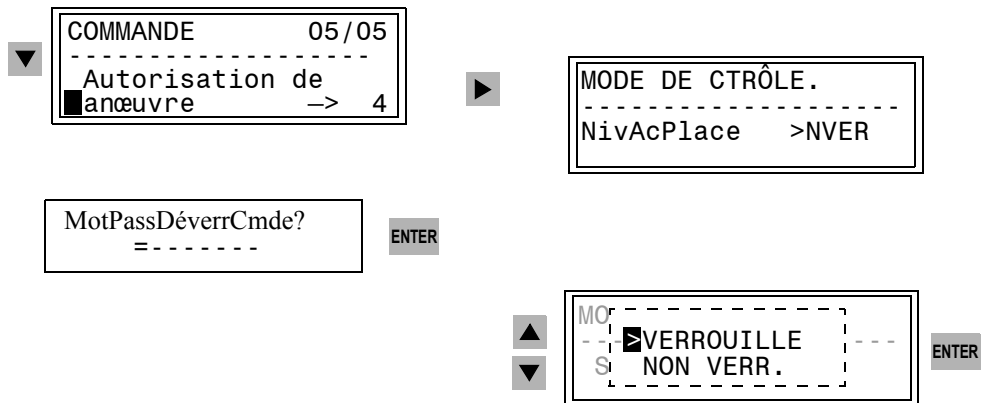 COMMANDE 05/05
--------------------
Autorisation de
anœuvre —> 4
MODE DE CTRÔLE.
--------------------
NivAcPlace >NVER
MotPassDéverrCmde?
=-------
ENTER
MO
>VERROUILLE
S NON VERR.
ENTER